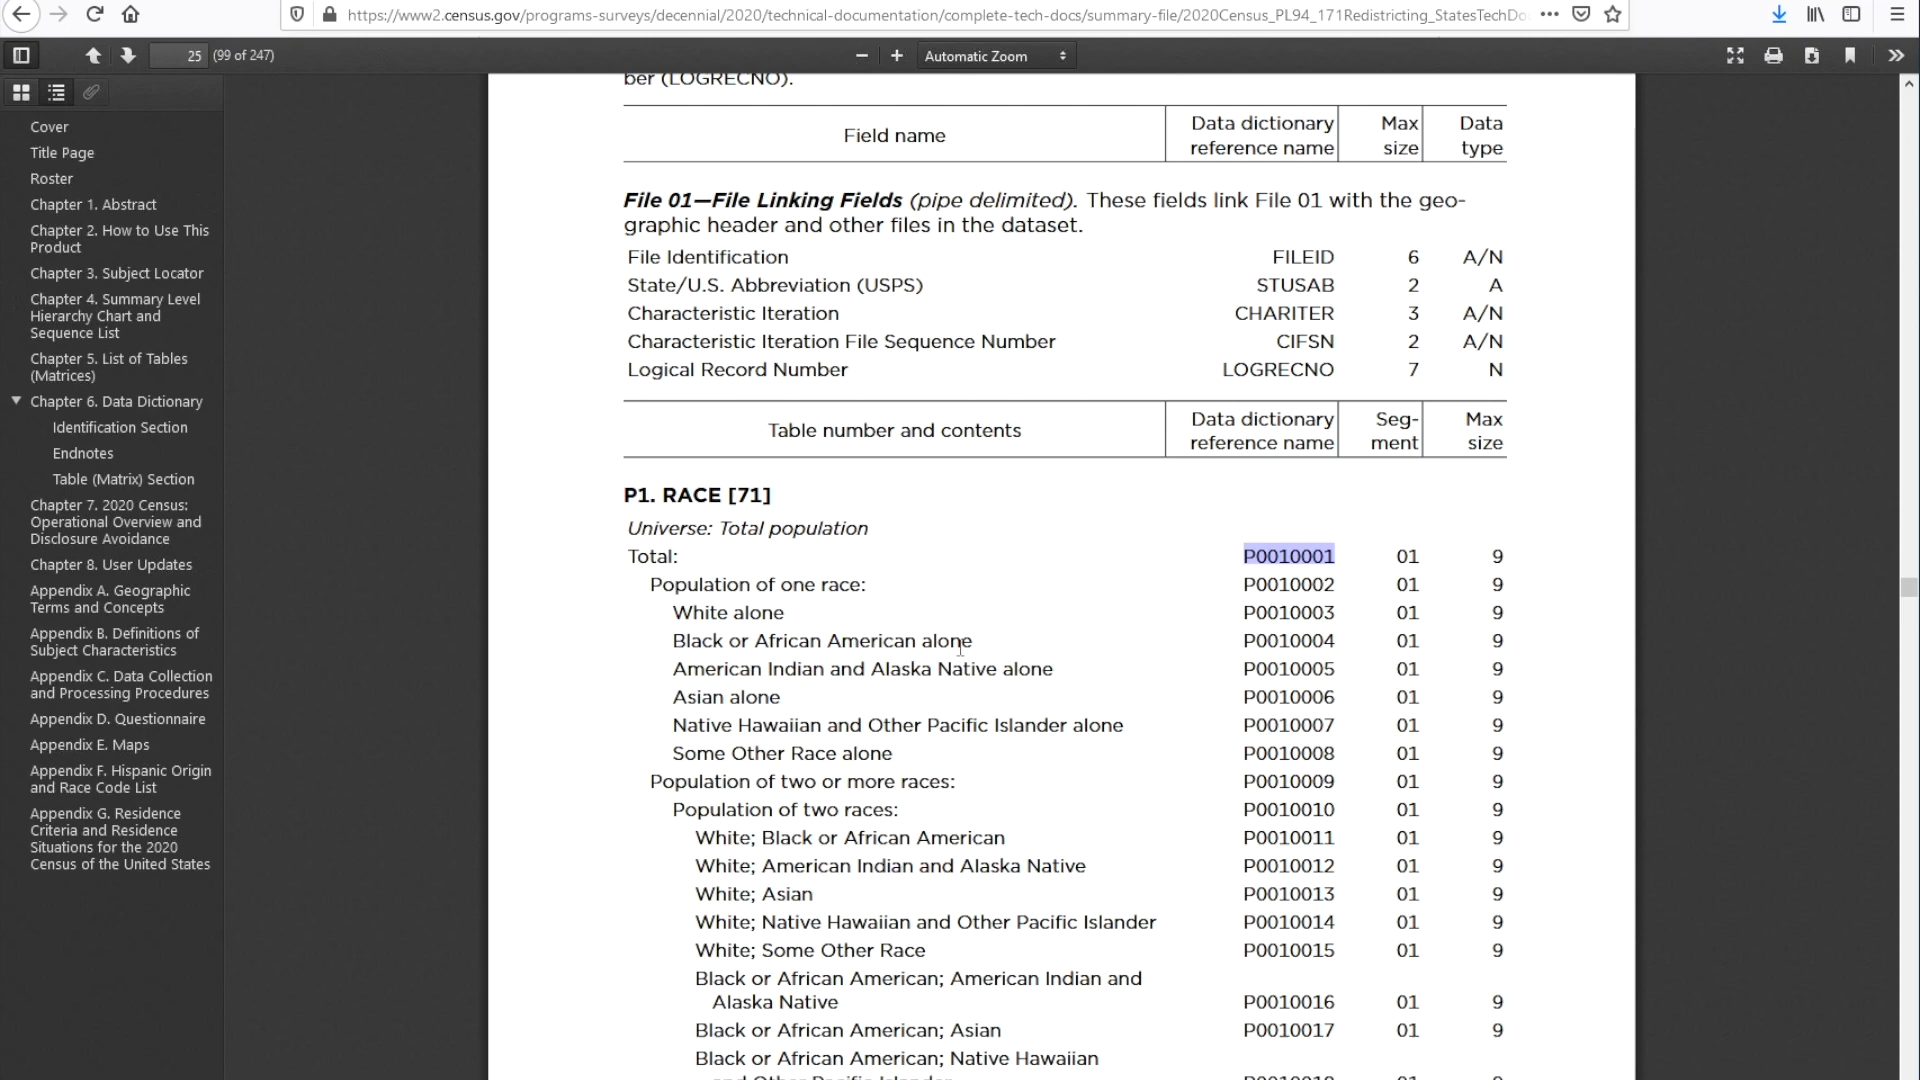 https://www2.census.gov/programs-surveys/decennial/2020/technical-documentation/complete-tech-docs/summary-file/2020Census_PL94_171Redistricting_StatesTechDo
25 (99 of 247)
Automatic Zoom
Cover
Title Page
Roster
Chapter 1. Abstract
Chapter 2. How to Use This
Product
Chapter 3. Subject Locator
Chapter 4. Summary Level
Hierarchy Chart and
Sequence List
Chapter 5. List of Tables
(Matrices)
Chapter 6. Data Dictionary
Identification Section
Endnotes
Table (Matrix) Section
Chapter 7. 2020 Census:
Operational Overview and
Disclosure Avoidance
Chapter 8. User Updates
Appendix A. Geographic
Terms and Concepts
Appendix B. Definitions of
Subject Characteristics
Appendix C. Data Collection
and Processing Procedures
Appendix D. Questionnaire
Appendix E. Maps
Appendix F. Hispanic Origin
and Race Code List
Appendix G. Residence
Criteria and Residence
Situations for the 2020
Census of the United States
ber (LOGRECNO).
Field name Data dictionary reference name Max size Data type
File 01—File Linking Fields (pipe delimited). These fields link File 01 with the geo-
graphic header and other files in the dataset.
File Identification FILEID 6 A/N
State/U.S. Abbreviation (USPS) STUSAB 2 A
Characteristic Iteration CHARITER 3 A/N
Characteristic Iteration File Sequence Number CIFSN 2 A/N
Logical Record Number LOGRECNO 7 N
Table number and contents Data dictionary reference name Seg-ment Max size
P1. RACE [71]
Universe: Total population
Total: P0010001 01 9
Population of one race: P0010002 01 9
White alone P0010003 01 9
Black or African American alone P0010004 01 9
American Indian and Alaska Native alone P0010005 01 9
Asian alone P0010006 01 9
Native Hawaiian and Other Pacific Islander alone P0010007 01 9
Some Other Race alone P0010008 01 9
Population of two or more races: P0010009 01 9
Population of two races: P0010010 01 9
White; Black or African American P0010011 01 9
White; American Indian and Alaska Native P0010012 01 9
White; Asian P0010013 01 9
White; Native Hawaiian and Other Pacific Islander P0010014 01 9
White; Some Other Race P0010015 01 9
Black or African American; American Indian and
Alaska Native P0010016 01 9
Black or African American; Asian P0010017 01 9
Black or African American; Native Hawaiian